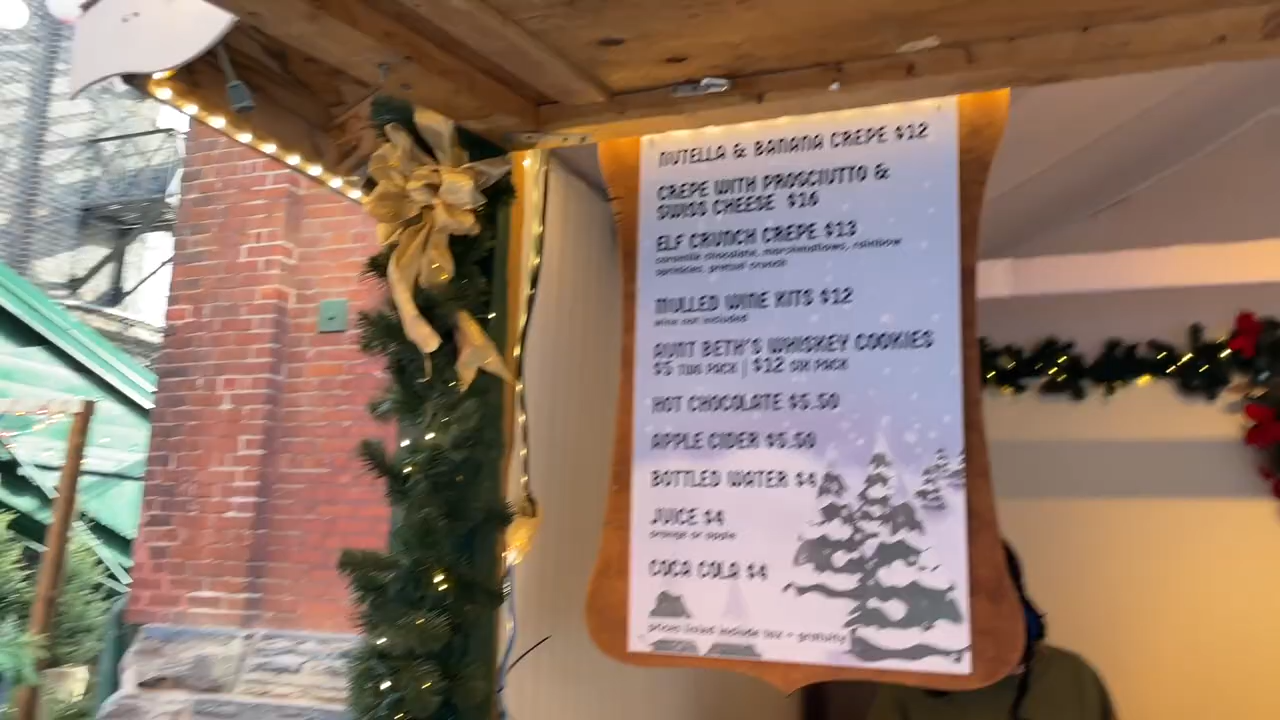 NUTELLA & BANANA CREPE $12
CREPE WITH PROSCIUTTO &
SWISS CHEESE $16
ELF CRUNCH CREPE $13
chocolate, marshmallows, rainbow
sprinkles, pretzel crunch
MULLED WINE KITS $12
wine not included
AUNT BETH'S WHISKEY COOKIES
$5 TWO PACK | $12 SIX PACK
HOT CHOCOLATE $5.50
APPLE CIDER $5.50
BOTTLED WATER $4
JUICE $4
orange or apple
COCA COLA $4
prices listed include tax + gratuity